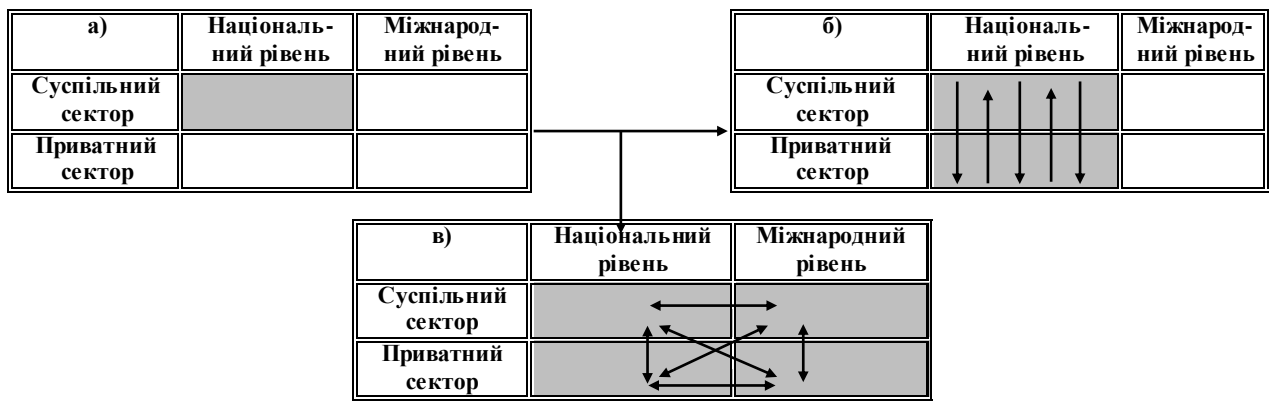 а) Національ- Міжнарод-
ний рівень ний рівень
Суспільний
сектор
Приватний
сектор
б) Національ- Міжнарод-
ний рівень ний рівень
Суспільний
сектор
Приватний
сектор
в) Національний Міжнародний
рівень рівень
Суспільний
сектор
Приватний
сектор